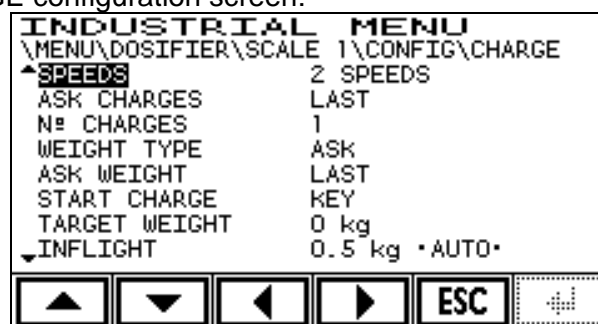 E configuration screen:
INDUSTRIAL MENU
\MENU\DOSIFIER\SCALE 1\CONFIG\CHARGE
SPEEDS 2 SPEEDS
ASK CHARGES LAST
Nº CHARGES 1
WEIGHT TYPE ASK
ASK WEIGHT LAST
START CHARGE KEY
TARGET WEIGHT 0 kg
INFLIGHT 0.5 kg ·AUTO·
ESC